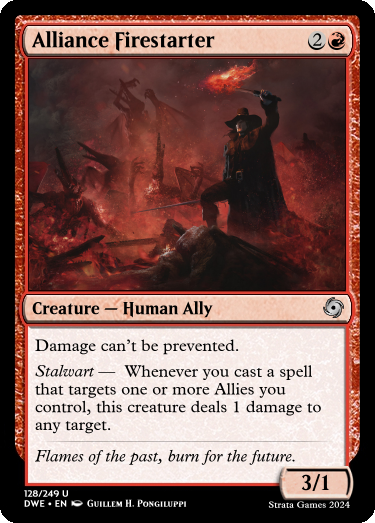 Alliance Firestarter 2
Creature — Human Ally
Damage can't be prevented.
Stalwart — Whenever you cast a spell
that targets one or more Allies you
control, this creature deals 1 damage to
any target.
Flames of the past, burn for the future.
3/1
128/249 U
DWE • EN Guillem H. Pongiluppi
Strata Games 2024